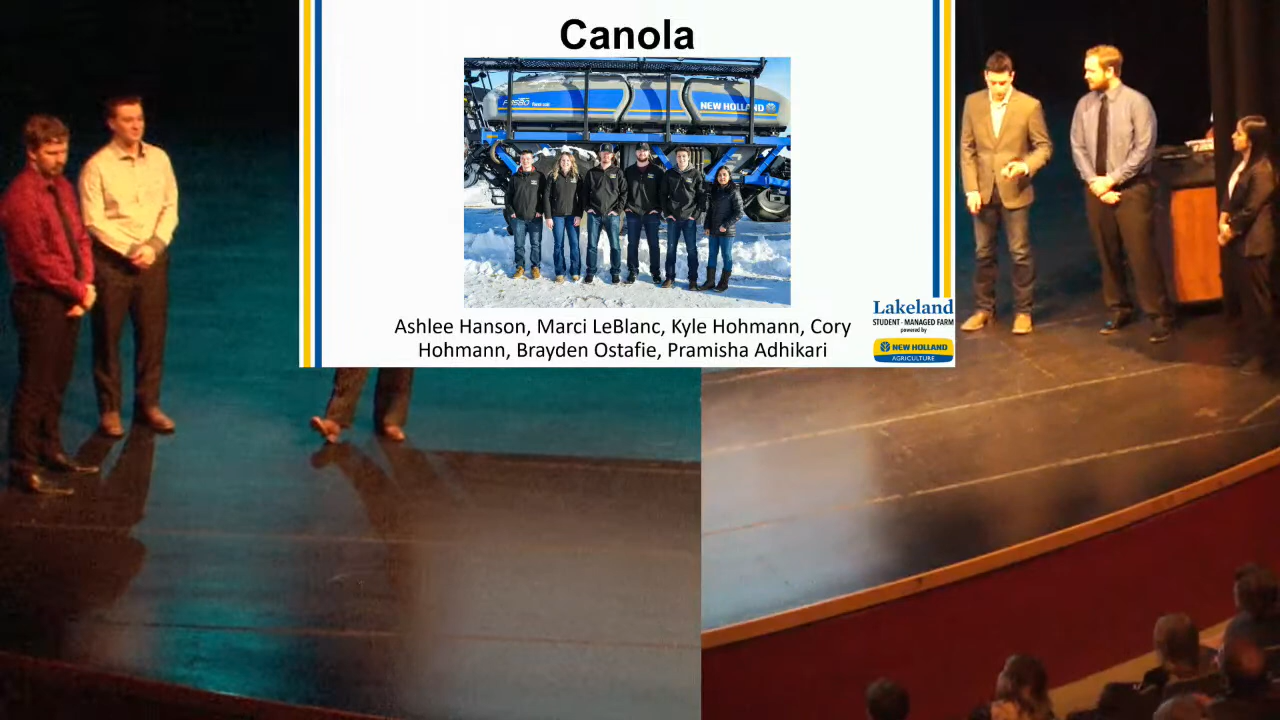 Canola
NEW HOLLAND
Ashlee Hanson, Marci LeBlanc, Kyle Hohmann, Cory
Hohmann, Brayden Ostafie, Pramisha Adhikari
Lakeland
STUDENT - MANAGED FARM
powered by
NEW HOLLAND
AGRICULTURE